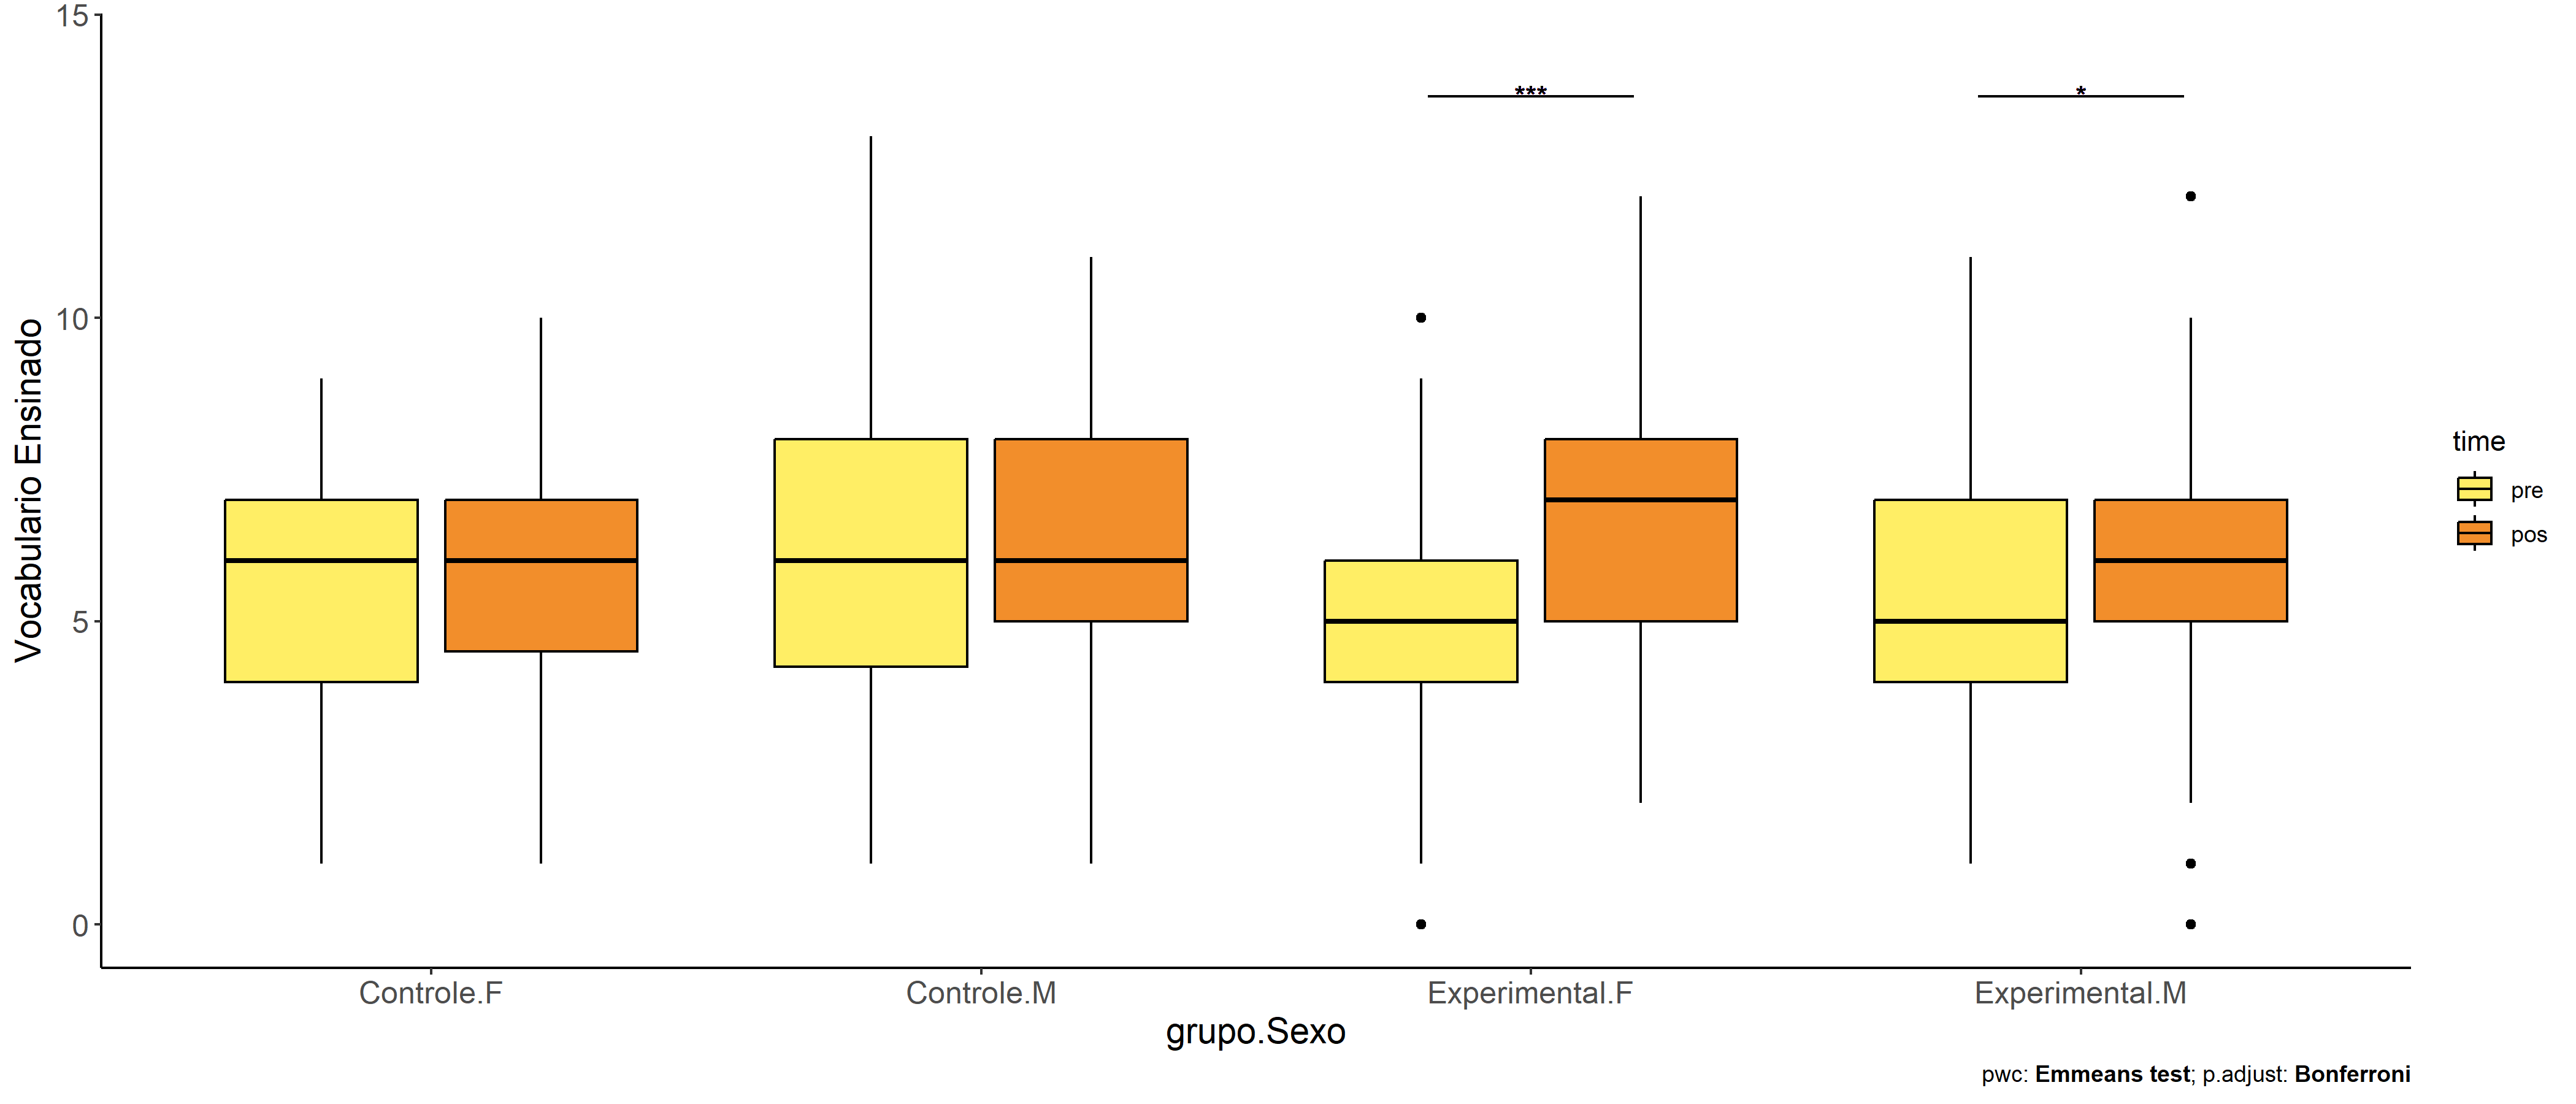 15
10
5
0
Vocabulario Ensinado
***
*
Controle.F
Controle.M
Experimental.F
Experimental.M
grupo.Sexo
time
pre
pos
pwc: Emmeans test; p.adjust: Bonferroni